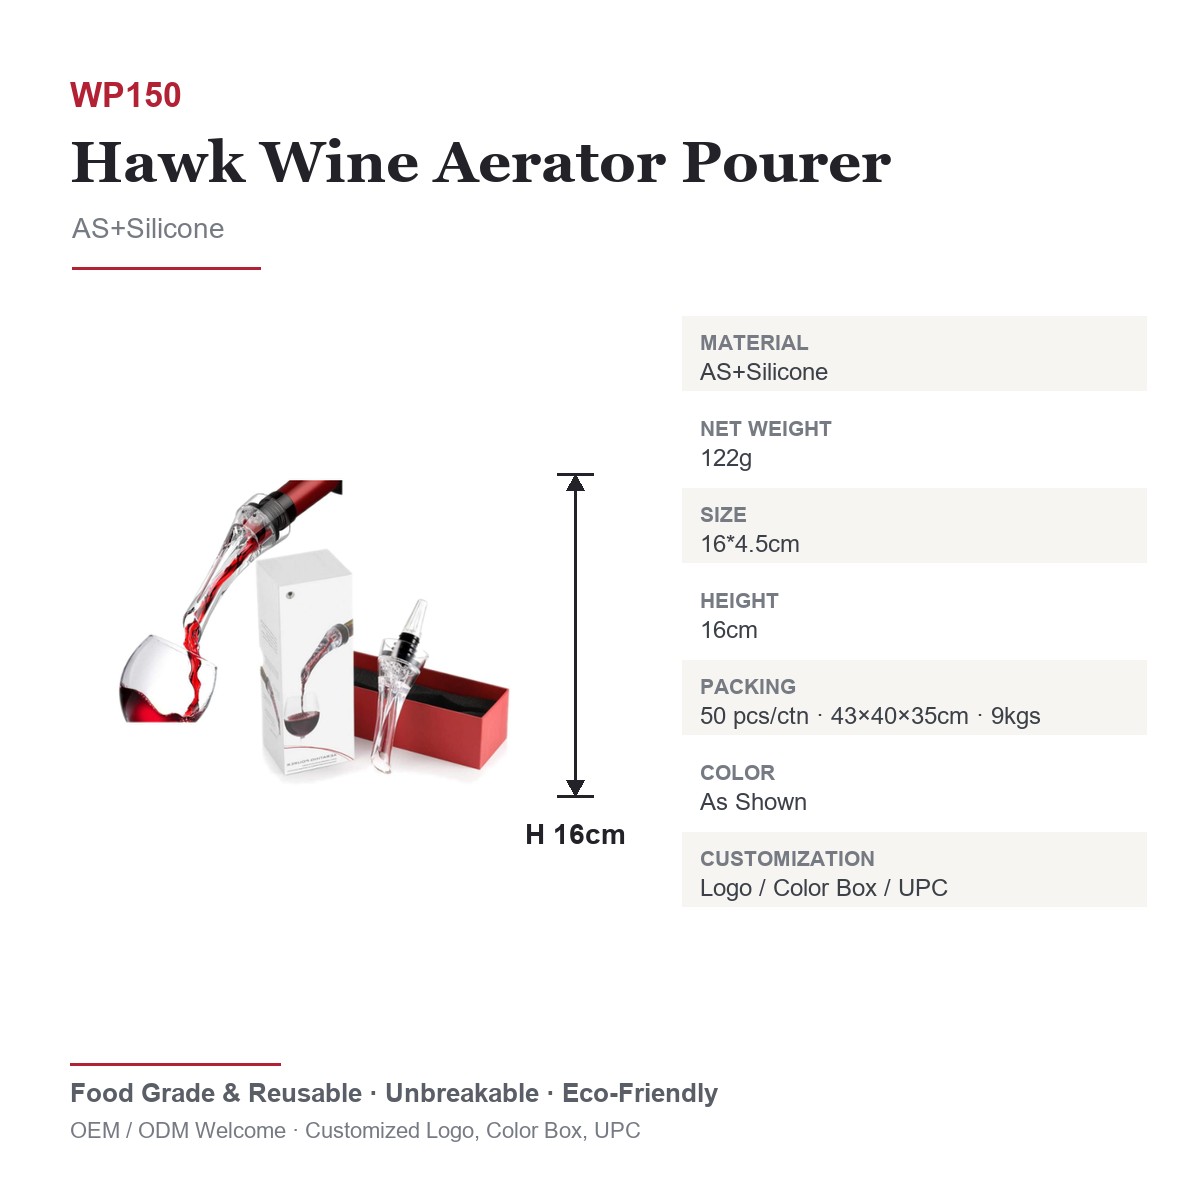 WP150
Hawk Wine Aerator Pourer
AS+Silicone
MATERIAL
AS+Silicone
NET WEIGHT
122g
SIZE
16*4.5cm
HEIGHT
16cm
PACKING
50 pcs/ctn · 43×40×35cm · 9kgs
COLOR
As Shown
CUSTOMIZATION
Logo / Color Box / UPC
H 16cm
Food Grade & Reusable · Unbreakable · Eco-Friendly
OEM / ODM Welcome · Customized Logo, Color Box, UPC